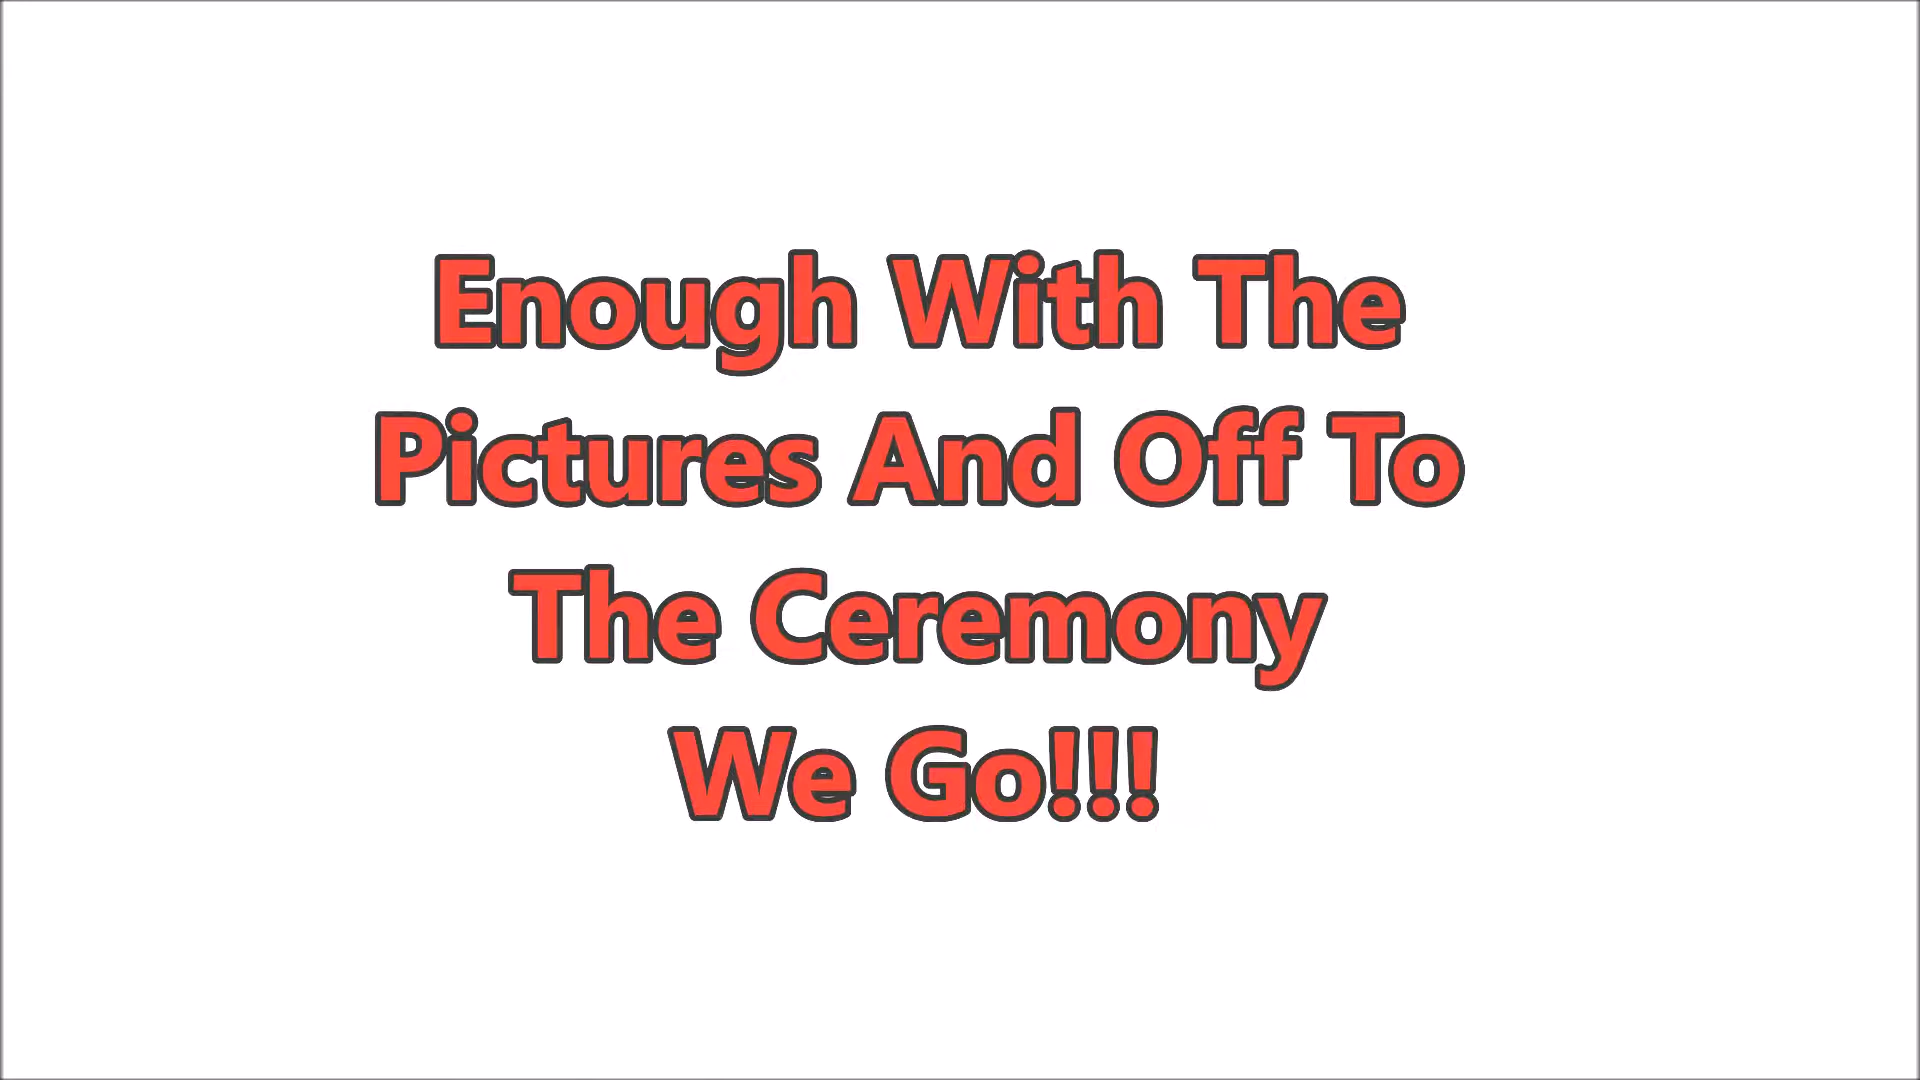 Enough With The
Pictures And Off To
The Ceremony
We Go!!!